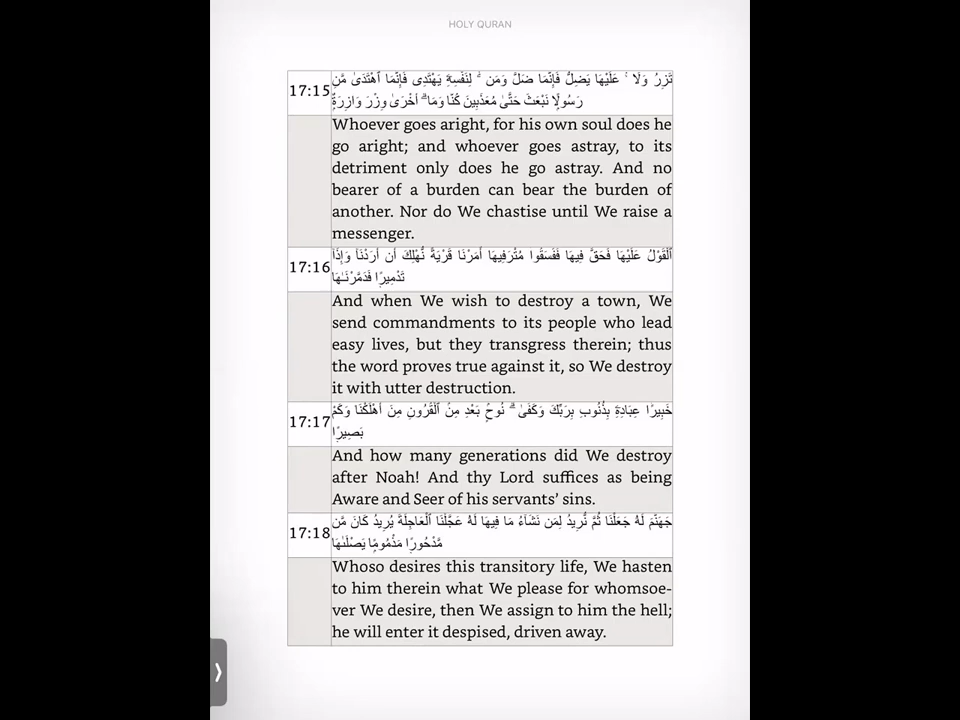 HOLY QURAN
17:15
تَزِرُ وَلَا ۚ عَلَيْهَا يَضِلُّ فَإِنَّمَا ضَلَّ وَمَن ۖ لِنَفْسِهِۦ يَهْتَدِى فَإِنَّمَا ٱهْتَدَىٰ مَّنِ
رَسُولًا نَبْعَثَ حَتَّىٰ مُعَذِّبِينَ كُنَّا وَمَا ۗ أُخْرَىٰ وِزْرَ وَازِرَةٌ
Whoever goes aright, for his own soul does he
go aright; and whoever goes astray, to its
detriment only does he go astray. And no
bearer of a burden can bear the burden of
another. Nor do We chastise until We raise a
messenger.
17:16
ٱلْقَوْلُ عَلَيْهَا فَحَقَّ فِيهَا فَفَسَقُوا۟ مُتْرَفِيهَا أَمَرْنَا قَرْيَةً نُّهْلِكَ أَن أَرَدْنَآ وَإِذَآ
تَدْمِيرًا فَدَمَّرْنَـٰهَا
And when We wish to destroy a town, We
send commandments to its people who lead
easy lives, but they transgress therein; thus
the word proves true against it, so We destroy
it with utter destruction.
17:17
خَبِيرًۢا عِبَادِهِۦ بِذُنُوبِ بِرَبِّكَ وَكَفَىٰ ۗ نُوحٍ بَعْدِ مِنۢ ٱلْقُرُونِ مِنَ أَهْلَكْنَا وَكَمْ
بَصِيرًا
And how many generations did We destroy
after Noah! And thy Lord suffices as being
Aware and Seer of his servants’ sins.
17:18
جَهَنَّمَ لَهُۥ جَعَلْنَا ثُمَّ نُّرِيدُ لِمَن نَشَآءُ مَا فِيهَا لَهُۥ عَجَّلْنَا ٱلْعَاجِلَةَ يُرِيدُ كَانَ مَّن
مَّدْحُورًا مَذْمُومًا يَصْلَىٰهَا
Whoso desires this transitory life, We hasten
to him therein what We please for whomsoe-
ver We desire, then We assign to him the hell;
he will enter it despised, driven away.